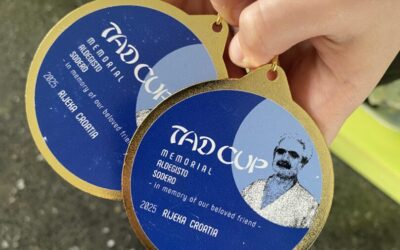 TAD CUP
MEMORIAL
ALDEGISTO
SODERO
- in memory of our beloved friend -
2025 RIJEKA CROATIA
TAD CUP
MEMORIAL
ALDEGISTO
SODERO
- in memory of our beloved friend -
2025 RIJEKA CROATIA